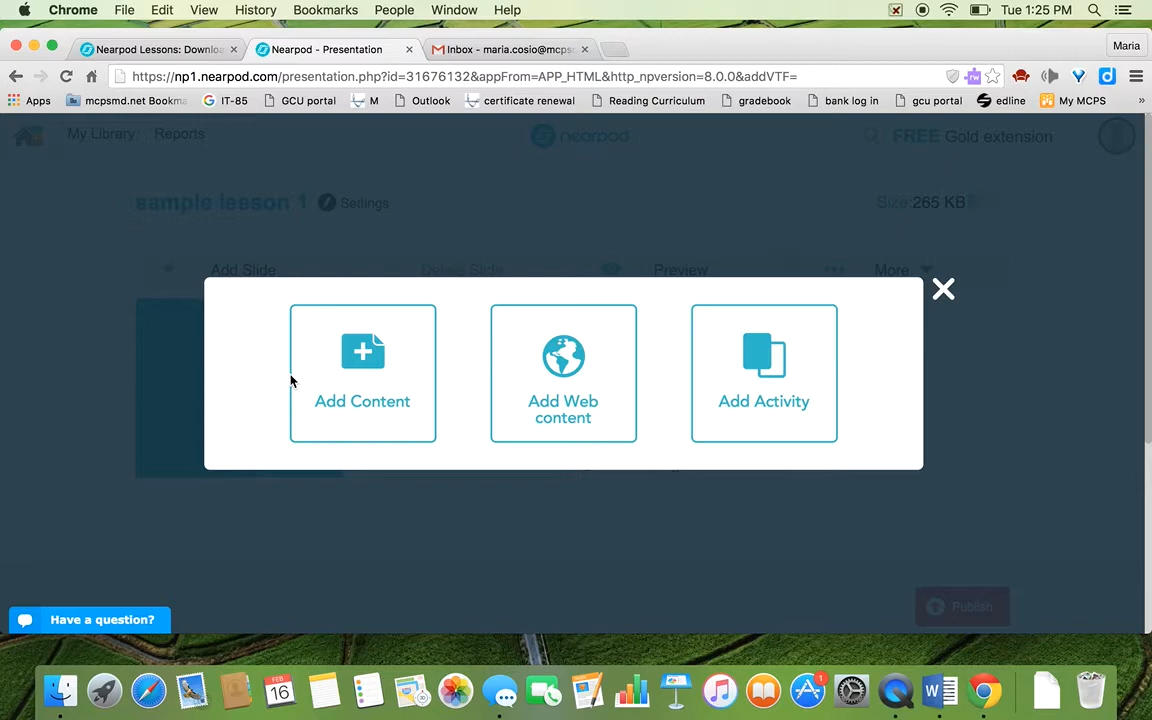 Chrome File Edit View History Bookmarks People Window Help Tue 1:25 PM
Nearpod Lessons: Downloa Nearpod - Presentation Inbox - maria.cosio@mcps Maria
https://np1.nearpod.com/presentation.php?id=31676132&appFrom=APP_HTML&http_npversion=8.0.0&addVTF=
Apps mcpsmd.net Bookma IT-85 GCU portal M Outlook certificate renewal Reading Curriculum gradebook bank log in gcu portal edline My MCPS »
My Library Reports nearpod FREE Gold extension
sample lesson 1 Settings Size: 265 KB
Add Slide Delete Slide Preview More
Add Content
Add Web
content
Add Activity
Publish
Have a question?
FEB
16
1
W